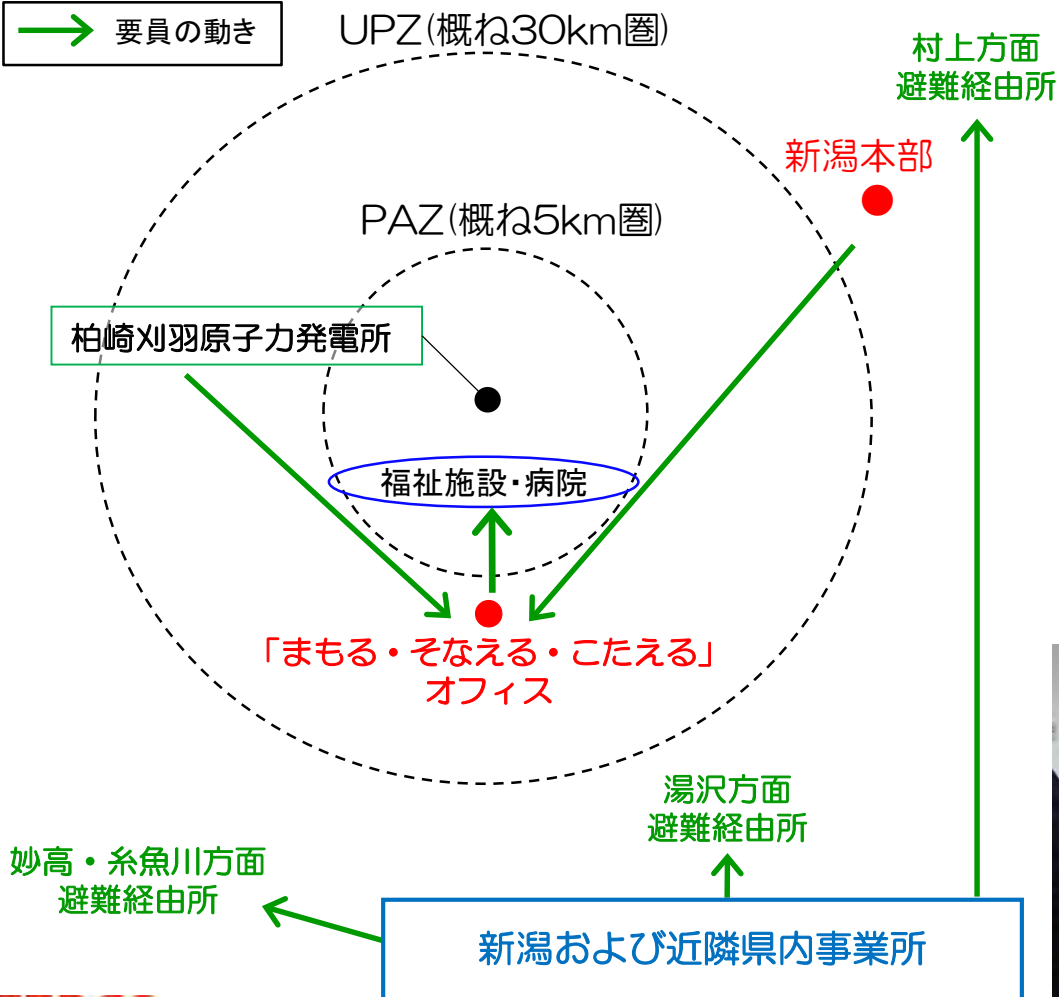 要員の動き
UPZ(概ね30km圏)
村上方面
避難経由所
新潟本部
PAZ(概ね5km圏)
柏崎刈羽原子力発電所
福祉施設・病院
「まもる・そなえる・こたえる」
オフィス
湯沢方面
避難経由所
妙高・糸魚川方面
避難経由所
新潟および近隣県内事業所